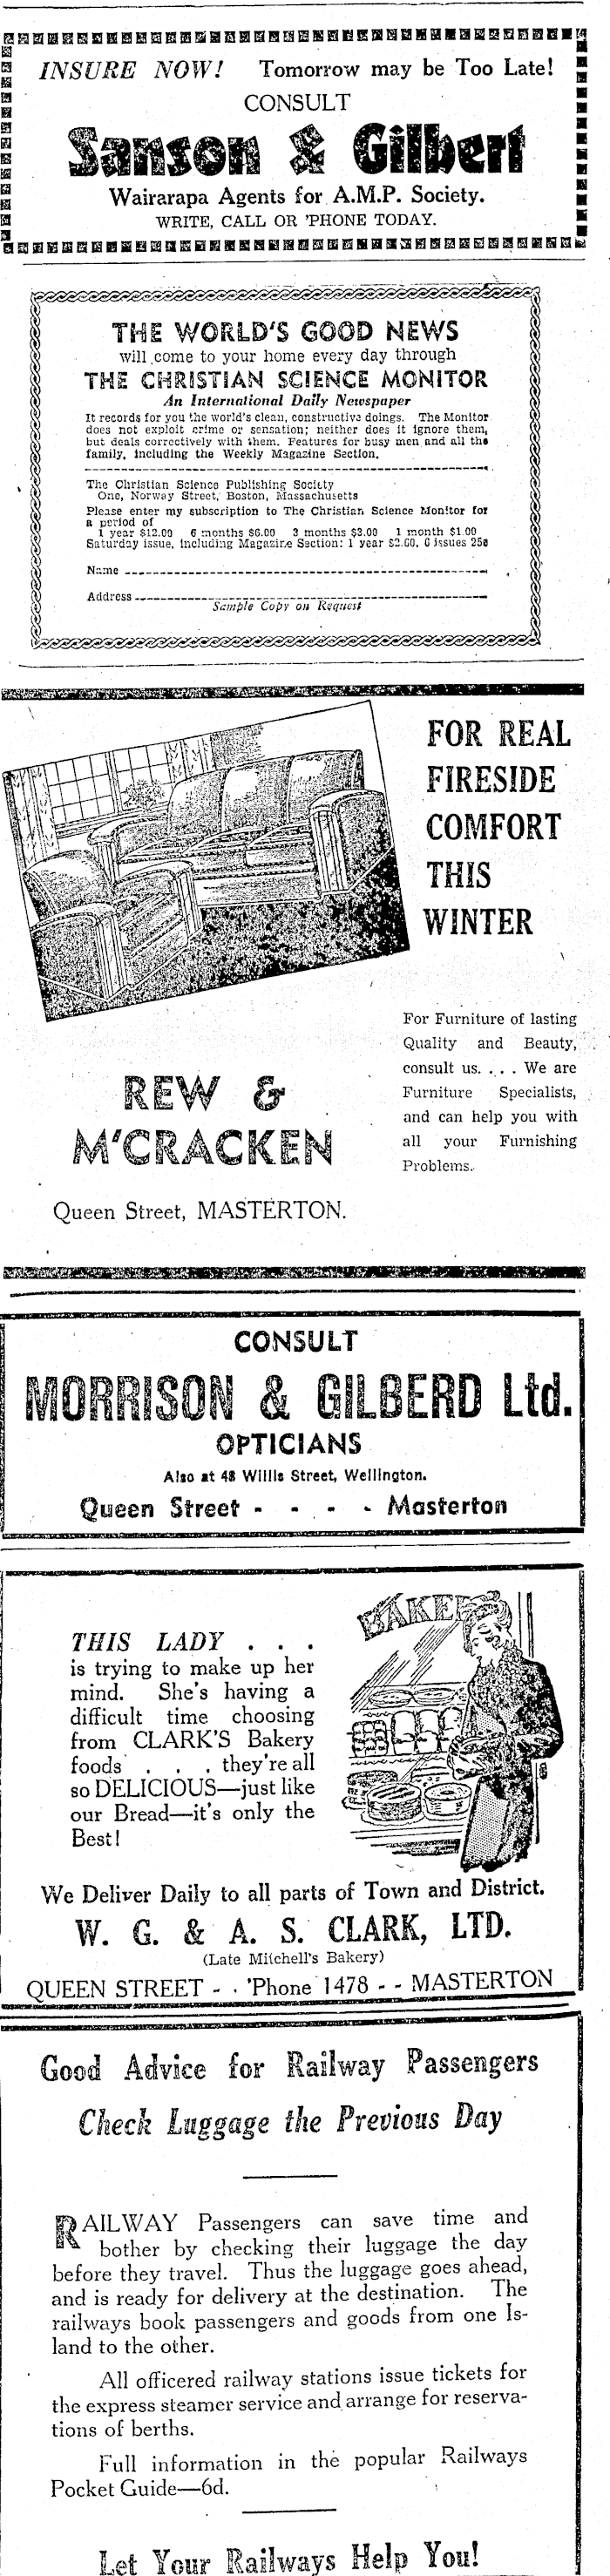 INSURE NOW! Tomorrow may be Too Late!
CONSULT
Sanson & Gilbert
Wairarapa Agents for A.M.P. Society.
WRITE, CALL OR 'PHONE TODAY.
THE WORLD'S GOOD NEWS
will come to your home every day through
THE CHRISTIAN SCIENCE MONITOR
An International Daily Newspaper
It records for you the world's clean, constructive doings. The Monitor
does not exploit crime or sensation; neither does it ignore them,
but deals correctively with them. Features for busy men and all the
family, including the Weekly Magazine Section.
The Christian Science Publishing Society
One, Norway Street, Boston, Massachusetts
Please enter my subscription to The Christian Science Monitor for
a period of
1 year $12.00 6 months $6.00 3 months $3.00 1 month $1.00
Saturday issue, including Magazine Section: 1 year $2.60, 6 issues 25c
Name
Address
Sample Copy on Request
FOR REAL
FIRESIDE
COMFORT
THIS
WINTER
For Furniture of lasting
Quality and Beauty,
consult us. . . . We are
Furniture Specialists,
and can help you with
all your Furnishing
Problems.
REW &
M'CRACKEN
Queen Street, MASTERTON.
CONSULT
MORRISON & GILBERD Ltd.
OPTICIANS
Also at 48 Willis Street, Wellington.
Queen Street - - - - Masterton
BAKER
THIS LADY . . .
is trying to make up her
mind. She's having a
difficult time choosing
from CLARK'S Bakery
foods . . . they're all
so DELICIOUS—just like
our Bread—it's only the
Best!
We Deliver Daily to all parts of Town and District.
W. G. & A. S. CLARK, LTD.
(Late Mitchell's Bakery)
QUEEN STREET - - 'Phone 1478 - - MASTERTON
Good Advice for Railway Passengers
Check Luggage the Previous Day
RAILWAY Passengers can save time and
bother by checking their luggage the day
before they travel. Thus the luggage goes ahead,
and is ready for delivery at the destination. The
railways book passengers and goods from one Is-
land to the other.
All officered railway stations issue tickets for
the express steamer service and arrange for reserva-
tions of berths.
Full information in the popular Railways
Pocket Guide—6d.
Let Your Railways Help You!